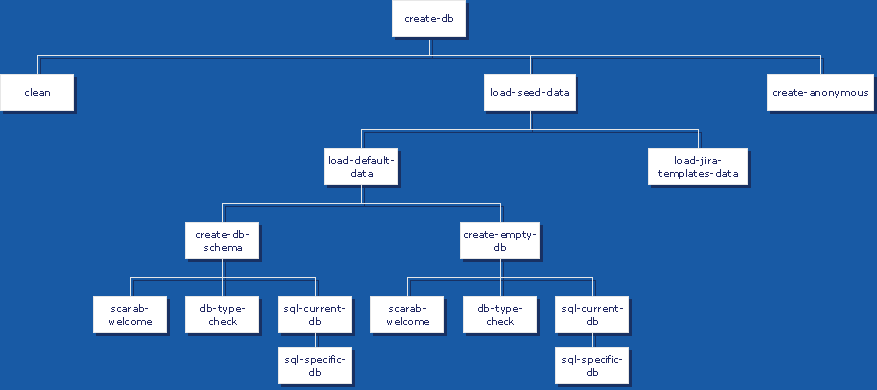 create-db
clean
load-seed-data
create-anonymous
load-default-
data
load-jira-
templates-data
create-db-
schema
create-empty-
db
scarab-
welcome
db-type-
check
sql-current-
db
scarab-
welcome
db-type-
check
sql-current-
db
sql-specific-
db
sql-specific-
db